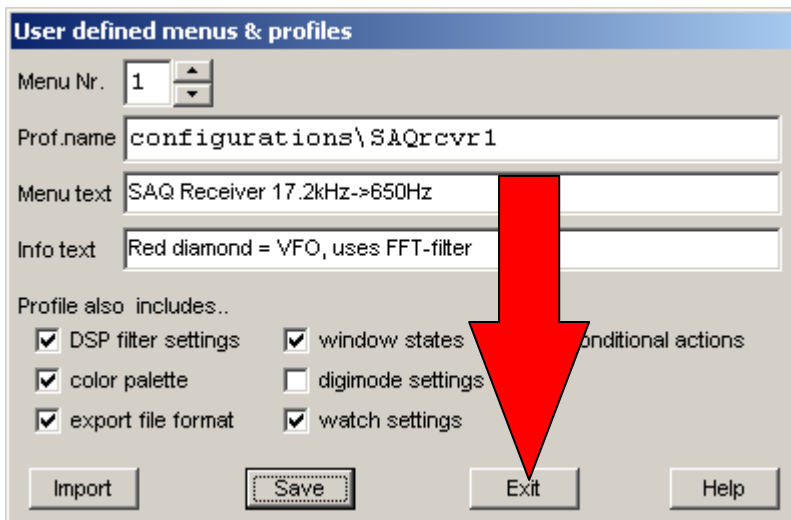 User defined menus & profiles
Menu Nr. 1
Prof.name configurations\SAQrcvr1
Menu text SAQ Receiver 17.2kHz->650Hz
Info text Red diamond = VFO, uses FFT-filter
Profile also includes..
DSP filter settings window states onditional actions
color palette digimode settings
export file format watch settings
Import Save Exit Help